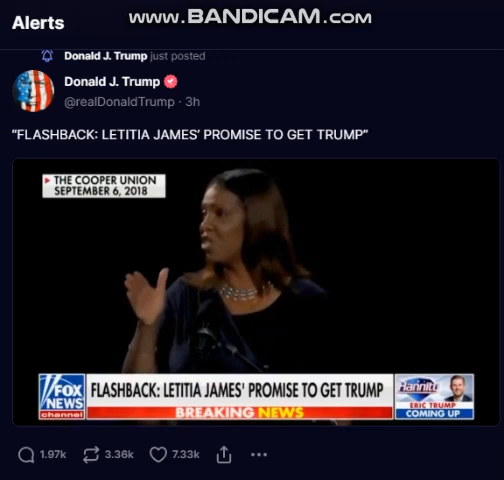 www.BANDICAM.COM
Alerts
Donald J. Trump just posted
Donald J. Trump
@realDonaldTrump · 3h
"FLASHBACK: LETITIA JAMES' PROMISE TO GET TRUMP"
THE COOPER UNION
SEPTEMBER 6, 2018
FOX
NEWS
channel
FLASHBACK: LETITIA JAMES' PROMISE TO GET TRUMP
BREAKING NEWS
Hannity
ERIC TRUMP
COMING UP
1.97k 3.36k 7.33k